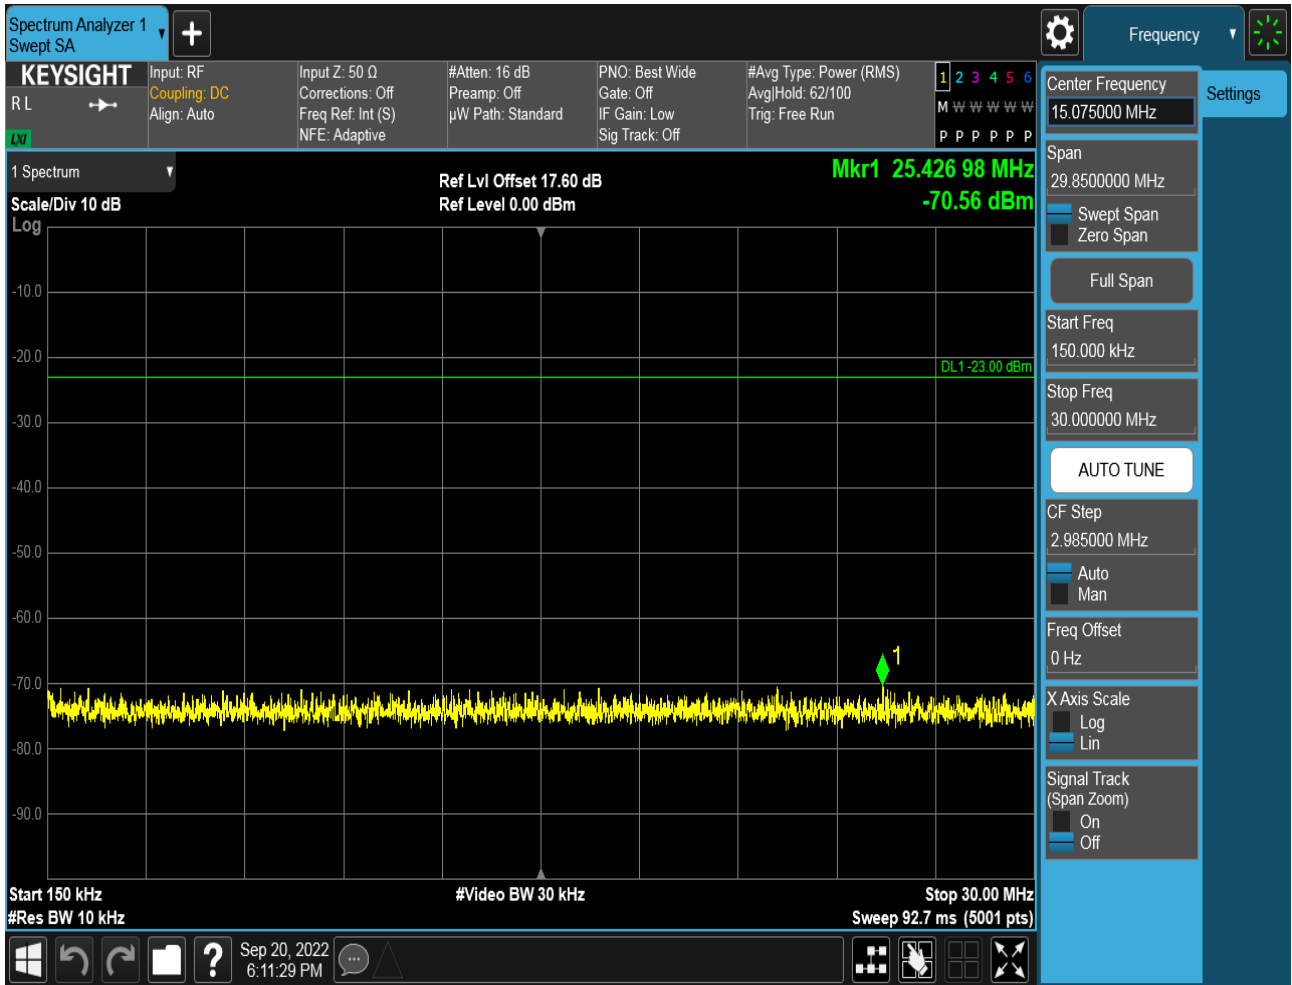 Spectrum Analyzer 1
Swept SA
Frequency
KEYSIGHT
R L
LXI
Input: RF
Coupling: DC
Align: Auto
Input Z: 50 Ω
Corrections: Off
Freq Ref: Int (S)
NFE: Adaptive
#Atten: 16 dB
Preamp: Off
µW Path: Standard
PNO: Best Wide
Gate: Off
IF Gain: Low
Sig Track: Off
#Avg Type: Power (RMS)
Avg|Hold: 62/100
Trig: Free Run
1 2 3 4 5 6
M W W W W W
P P P P P P
1 Spectrum
Scale/Div 10 dB
Log
Ref Lvl Offset 17.60 dB
Ref Level 0.00 dBm
Mkr1 25.426 98 MHz
-70.56 dBm
-10.0
-20.0
DL1 -23.00 dBm
-30.0
-40.0
-50.0
-60.0
1
-70.0
-80.0
-90.0
Start 150 kHz
#Video BW 30 kHz
Stop 30.00 MHz
#Res BW 10 kHz
Sweep 92.7 ms (5001 pts)
?
Sep 20, 2022
6:11:29 PM
Center Frequency
15.075000 MHz
Settings
Span
29.8500000 MHz
Swept Span
Zero Span
Full Span
Start Freq
150.000 kHz
Stop Freq
30.000000 MHz
AUTO TUNE
CF Step
2.985000 MHz
Auto
Man
Freq Offset
0 Hz
X Axis Scale
Log
Lin
Signal Track
(Span Zoom)
On
Off